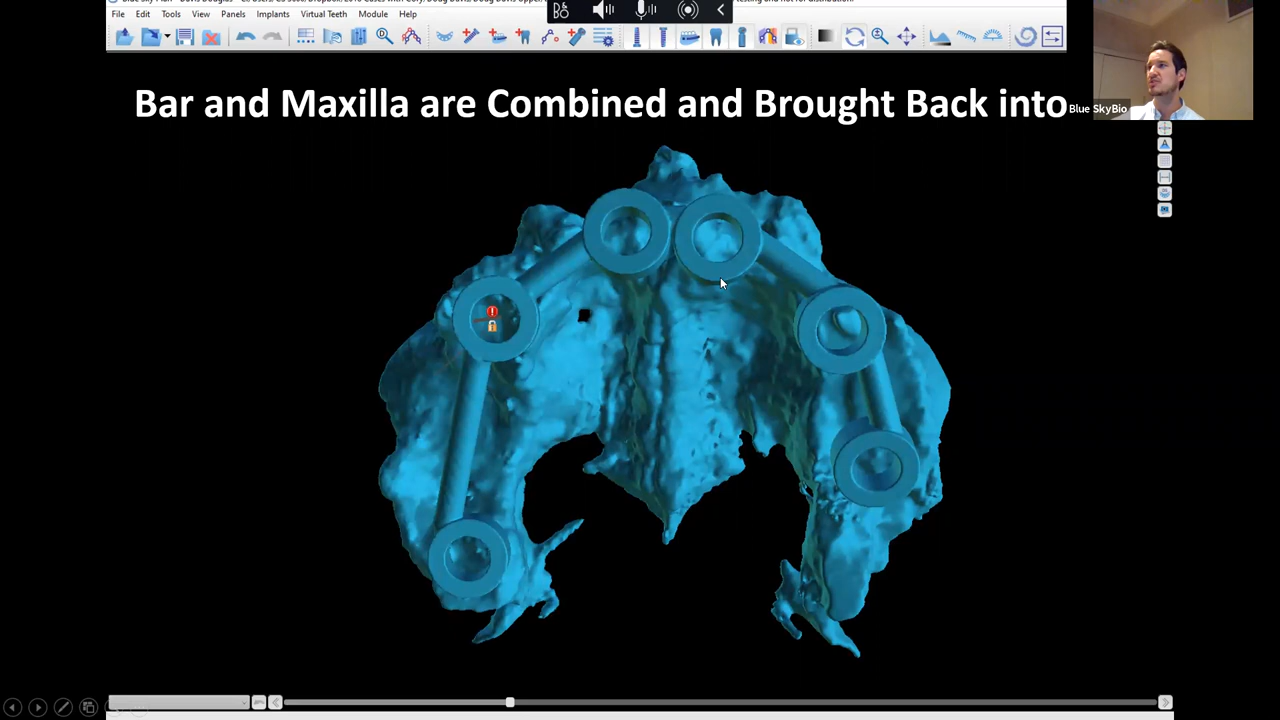 File Edit View Panels Implants Virtual Teeth Module Help
Bar and Maxilla are Combined and Brought Back into
Blue SkyBio